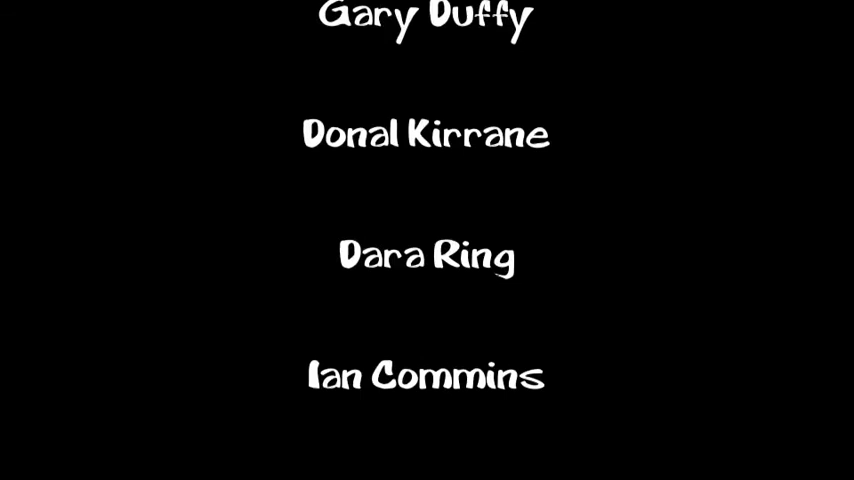 Gary Duffy
Donal Kirrane
Dara Ring
Ian Commins